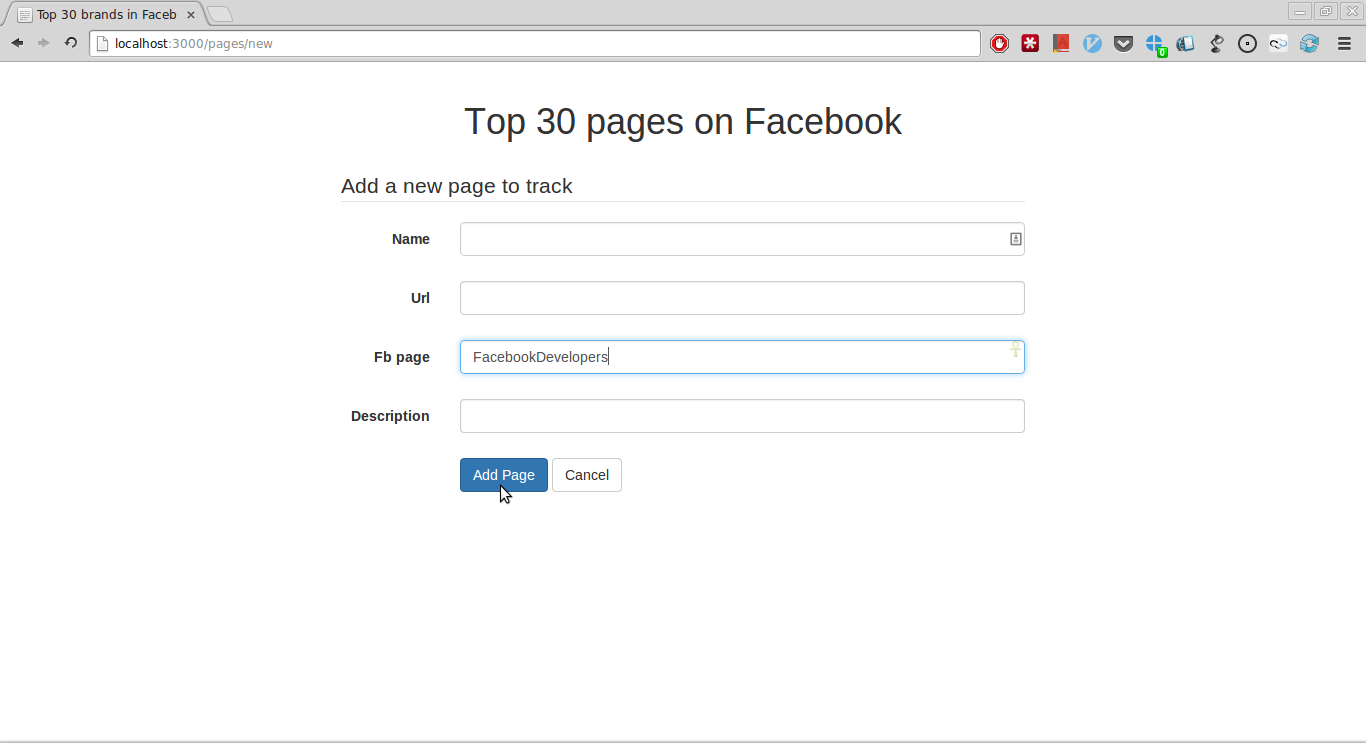 Top 30 brands in Faceb
localhost:3000/pages/new
0
Top 30 pages on Facebook
Add a new page to track
Name
Url
Fb page FacebookDevelopers
Description
Add Page Cancel